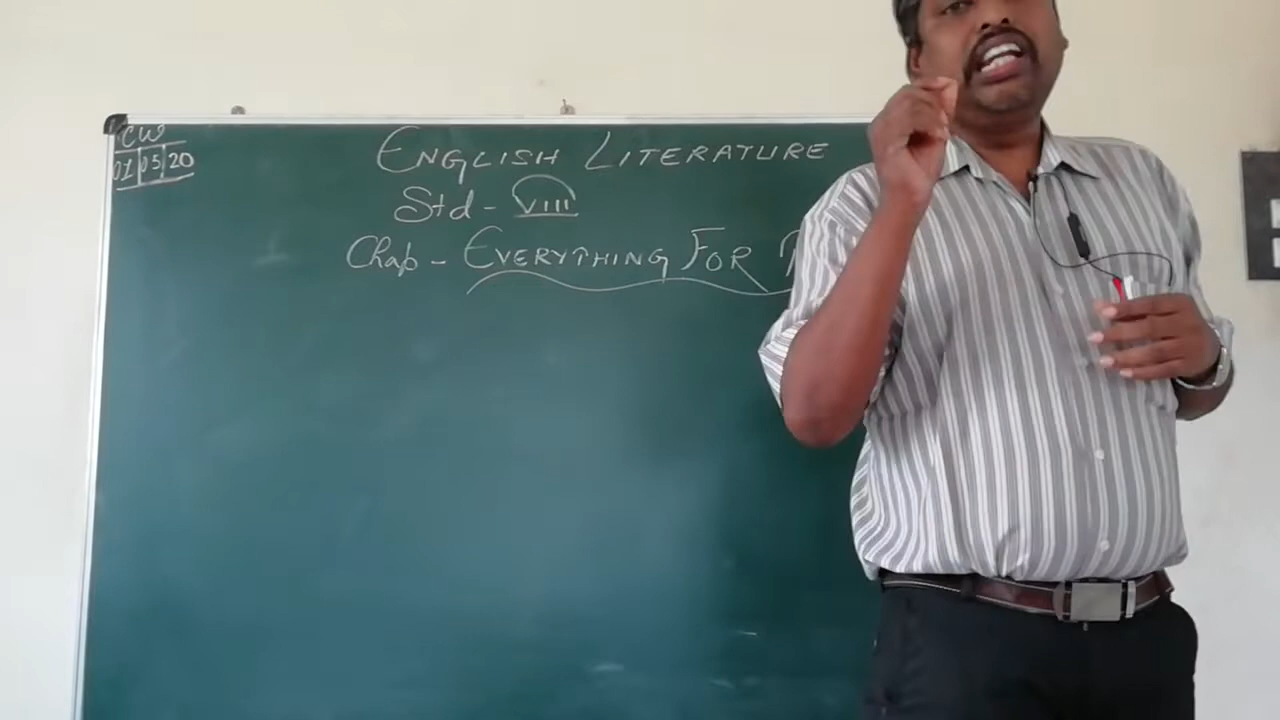 CW
01 05 20
ENGLISH LITERATURE
Std - VIII
Chap - EVERYTHING FOR